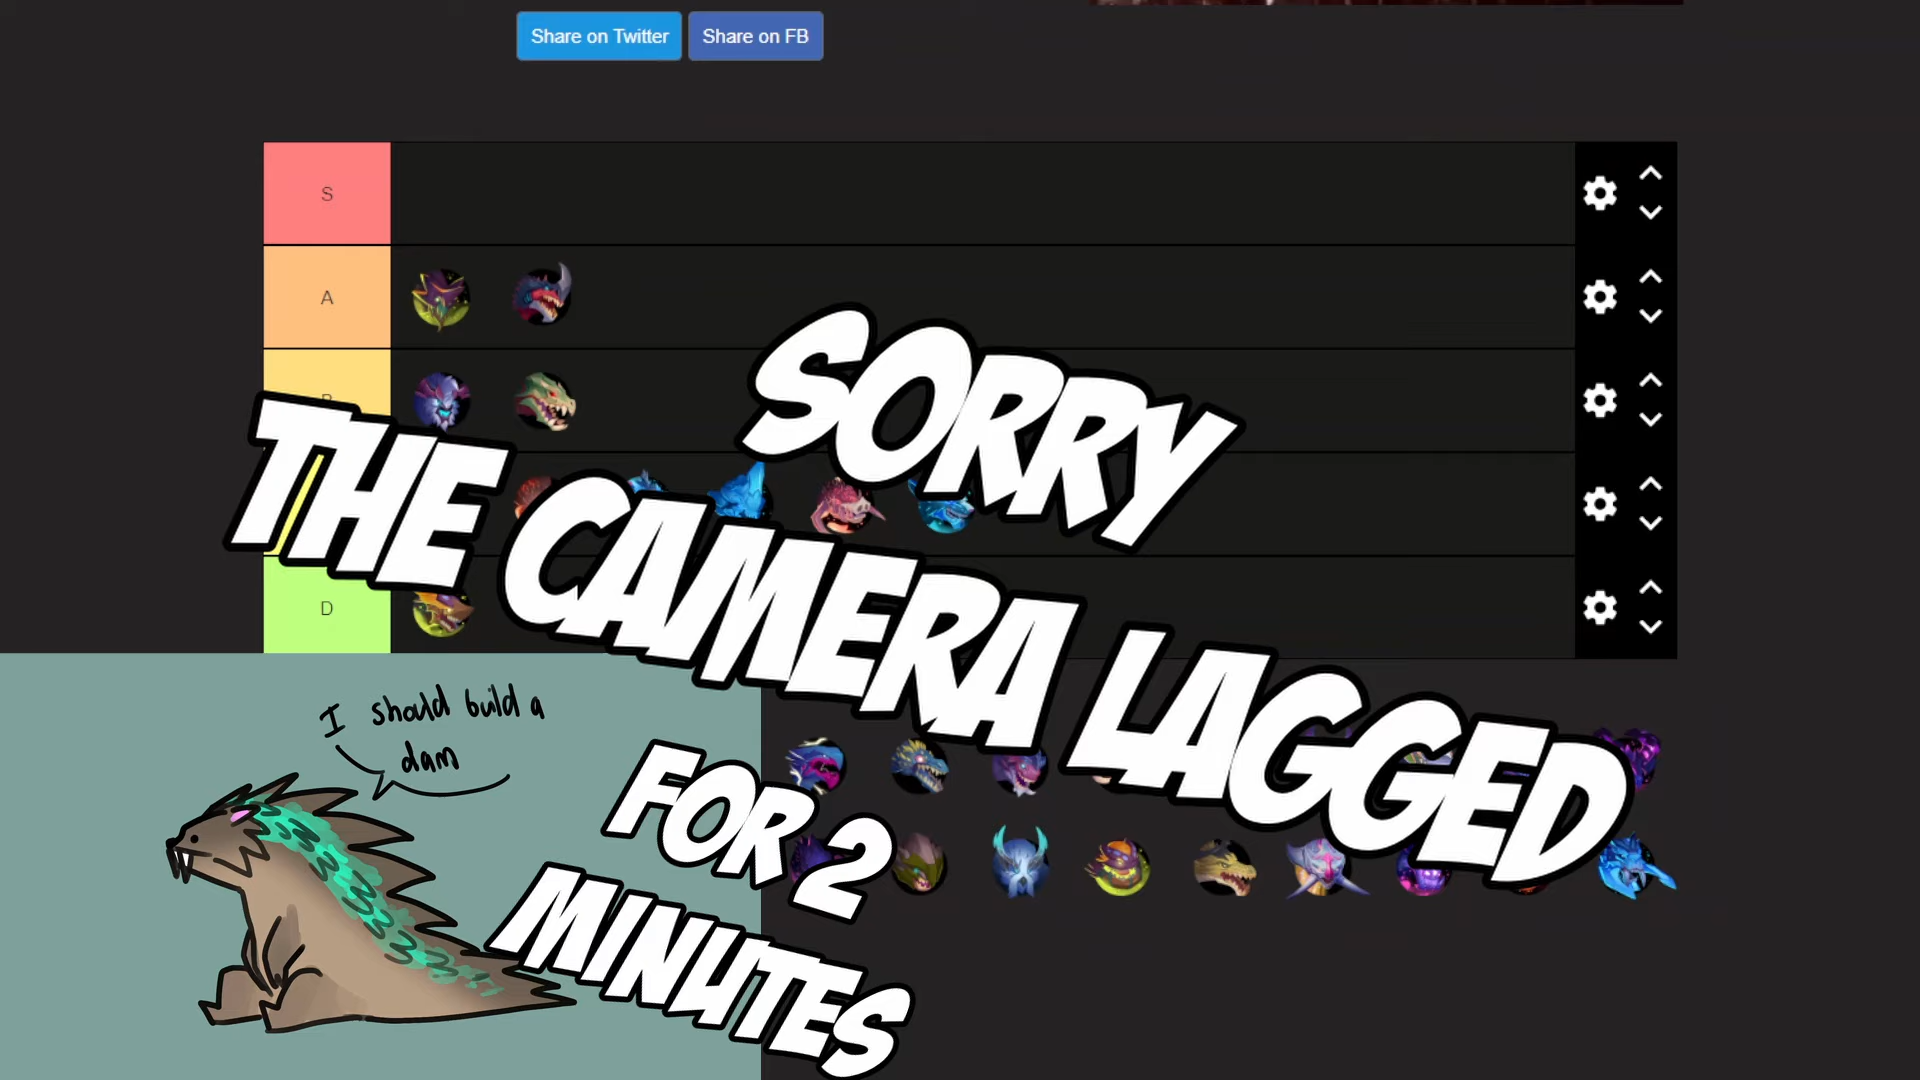 Share on Twitter Share on FB
S
A
SORRY
THE CAMERA LAGGED
D
I should build a
dam
FOR 2
MINUTES